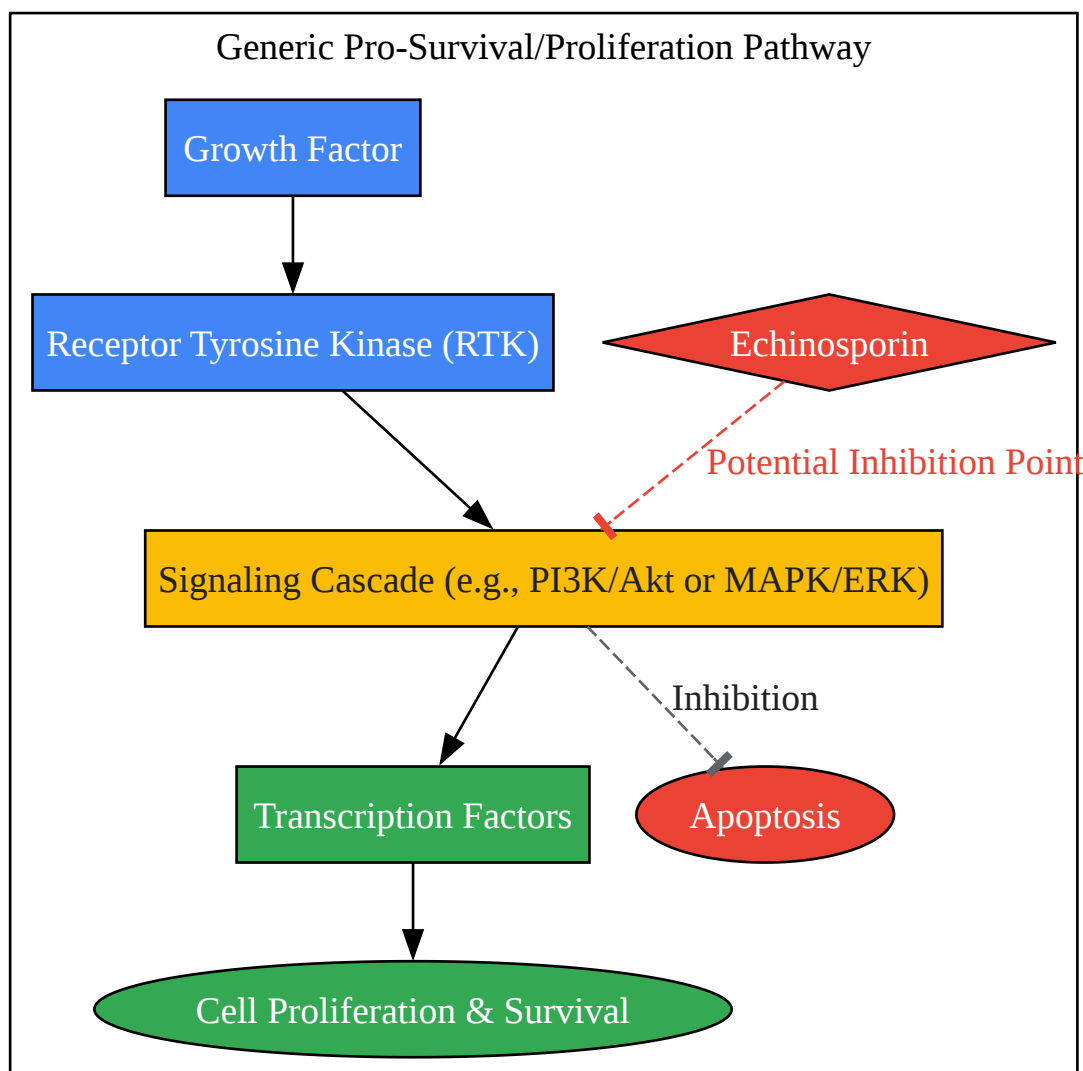 Generic Pro-Survival/Proliferation Pathway
Growth Factor
Receptor Tyrosine Kinase (RTK)
Echinosporin
Potential Inhibition Point
Signaling Cascade (e.g., PI3K/Akt or MAPK/ERK)
Inhibition
Transcription Factors
Apoptosis
Cell Proliferation & Survival